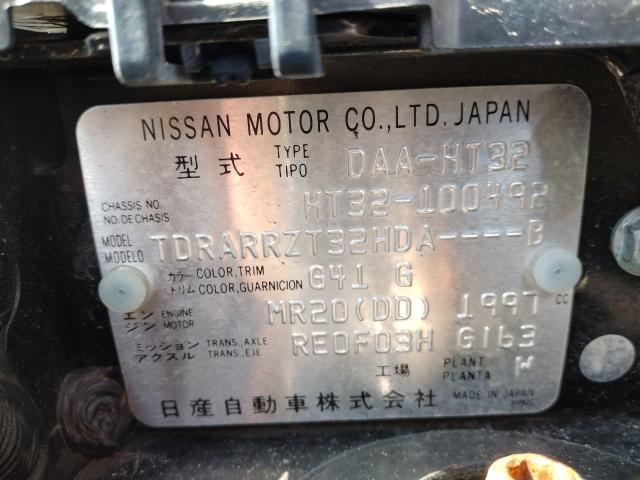 NISSAN MOTOR CO.,LTD. JAPAN
型式 TYPE TIPO DAA-HT32
CHASSIS NO. NO. DE CHASIS HT32-100492
MODEL MODELO TDRARRZT32HDA----B
カラー COLOR, TRIM トリム COLOR, GUARNICION G41 G
エンジン ENGINE MOTOR MR20(DD) 1997 CC
ミッション TRANS., AXLE アクスル TRANS., EJE RE0F03H G163
工場 PLANT PLANTA W
日産自動車株式会社 MADE IN JAPAN